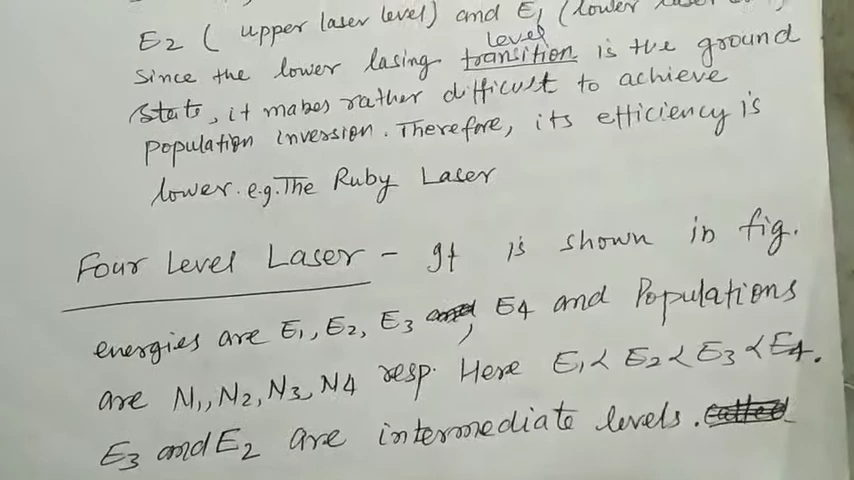 E2 ( upper laser level) and E1 (lower
level
Since the lower lasing transition is the ground
state, it makes rather difficult to achieve
population inversion. Therefore, its efficiency is
lower. e.g. The Ruby Laser
Four Level Laser - It is shown in fig.
energies are E1, E2, E3, E4 and Populations
are N1, N2, N3, N4 resp. Here E1< E2< E3 < E4.
E3 and E2 are intermediate levels.